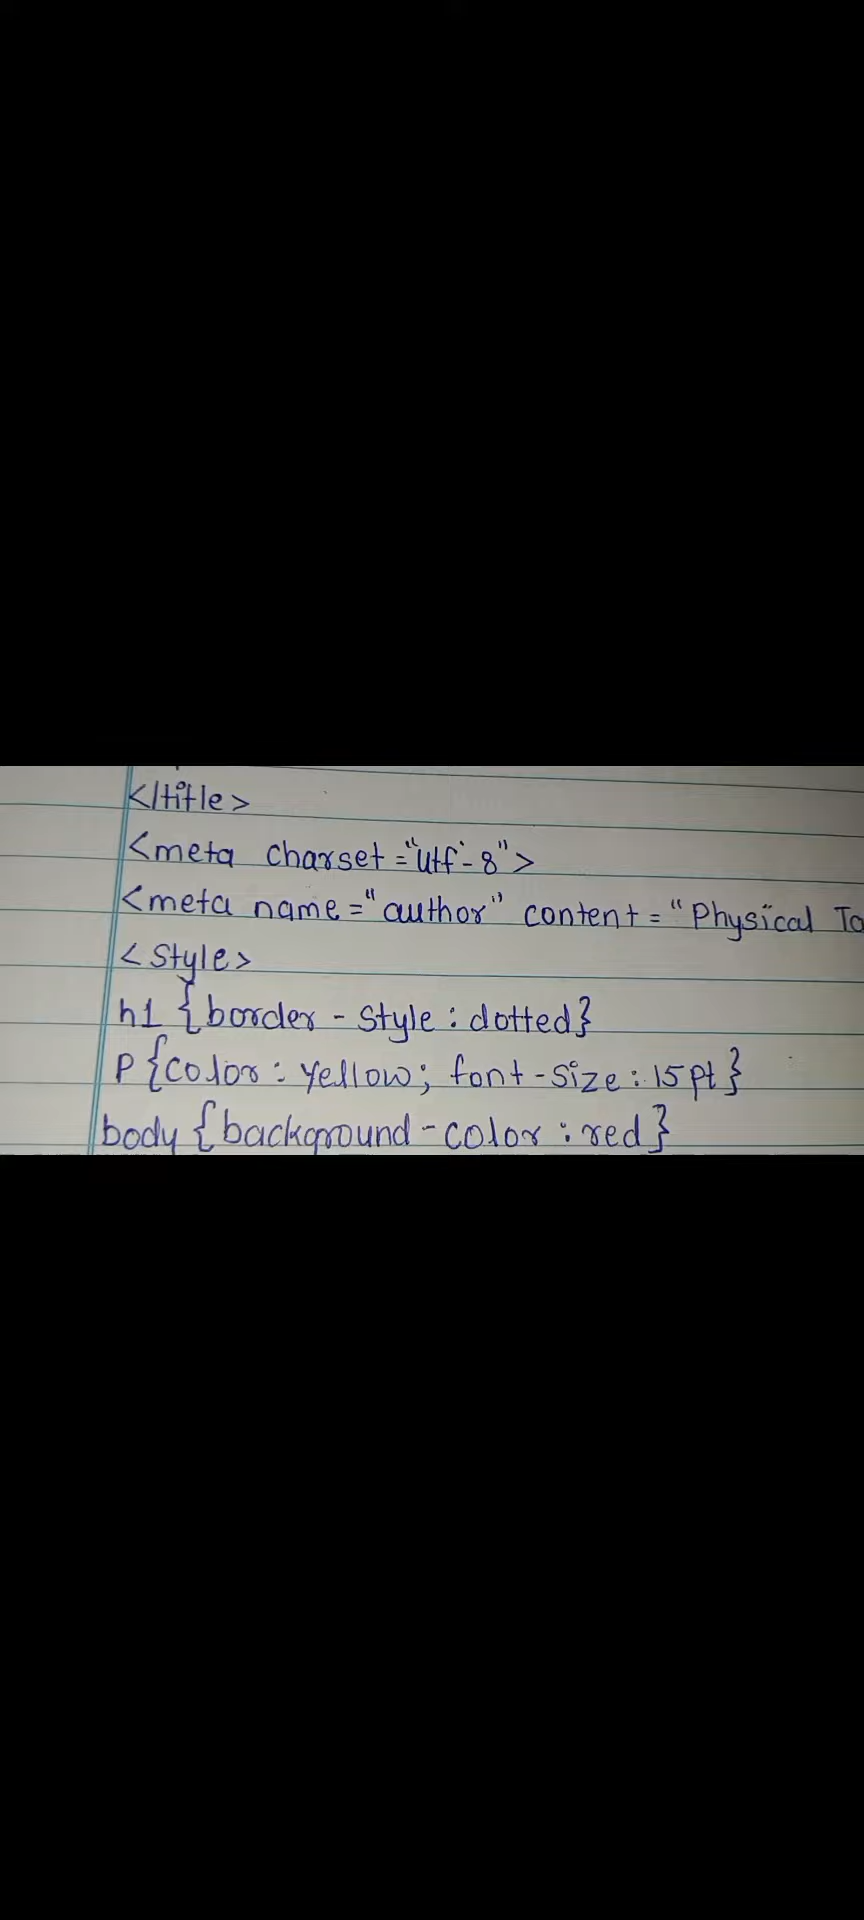 </title>
<meta charset="utf-8">
<meta name="author" content="Physical To
<style>
h1 {border-style:dotted}
P{color:yellow; font-size:15pt}
body {background-color:red}